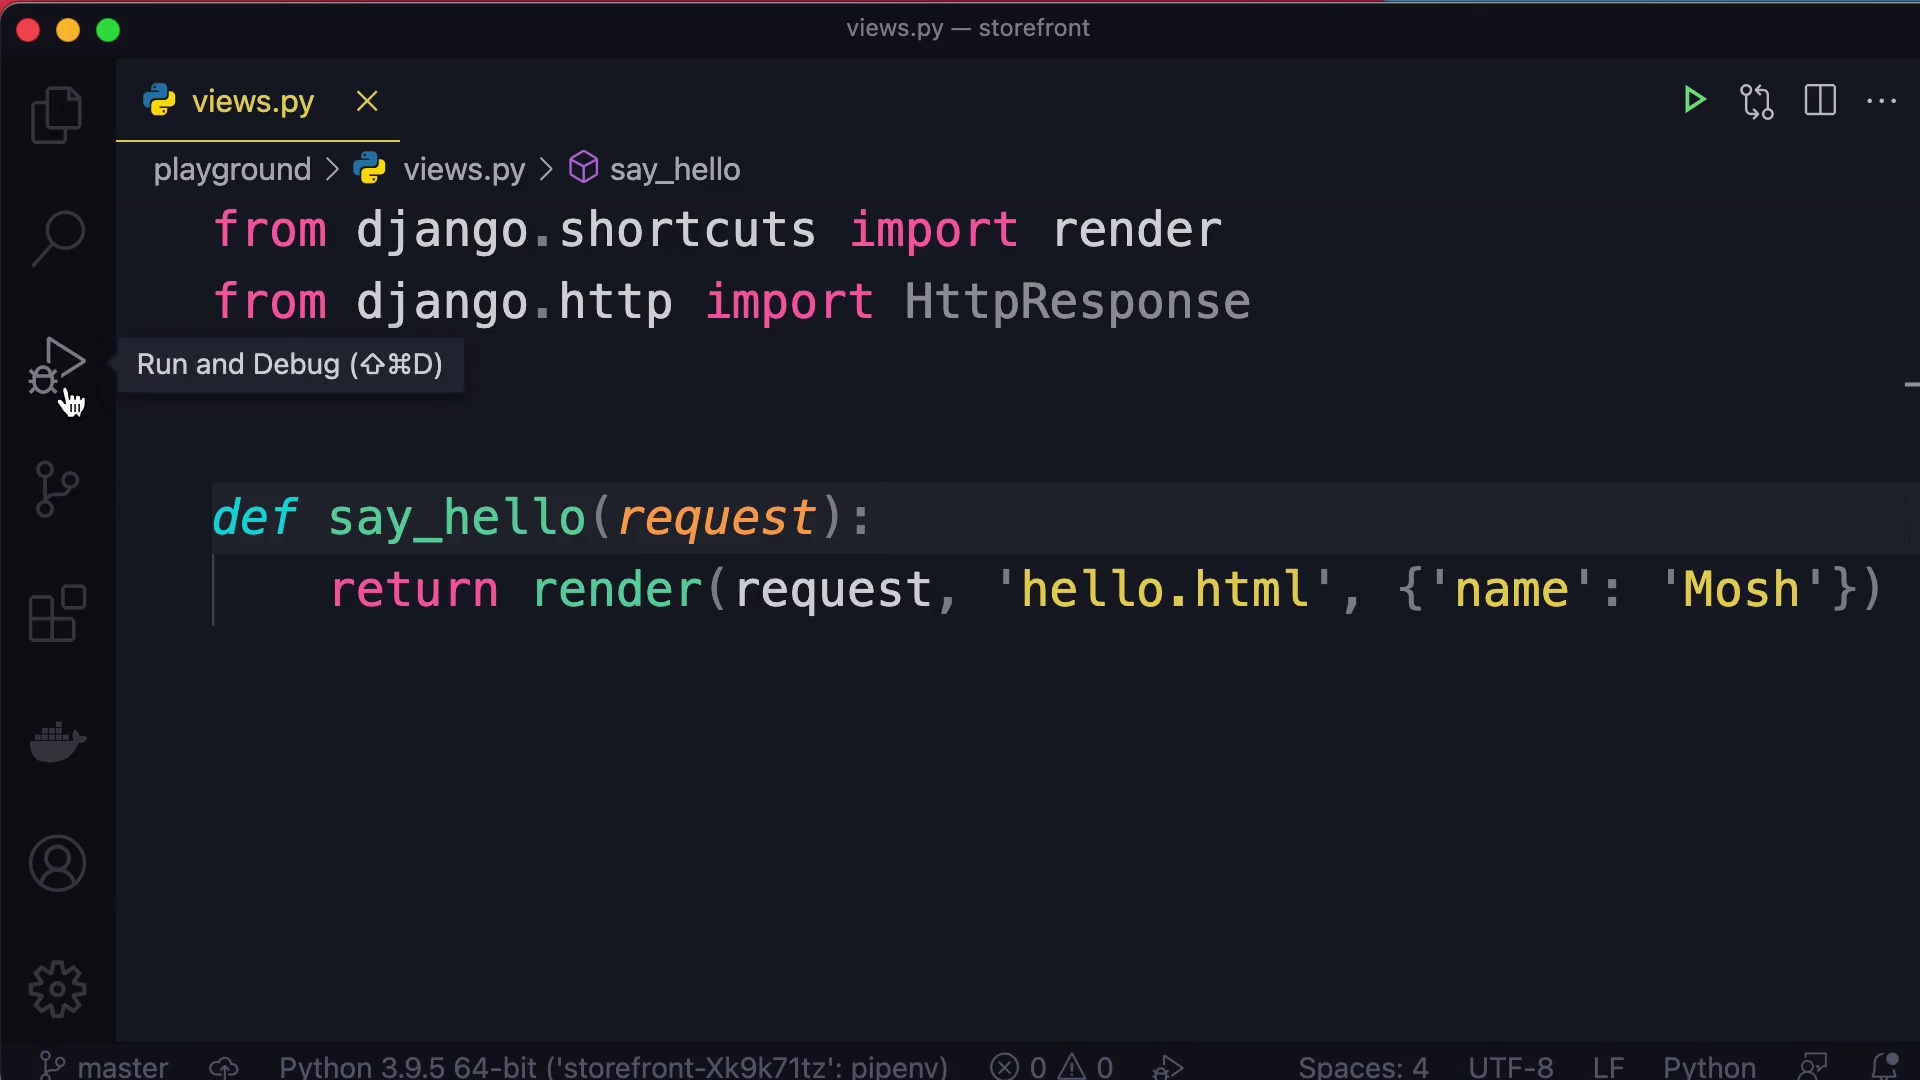 views.py — storefront
views.py
playground > views.py > say_hello
from django.shortcuts import render
from django.http import HttpResponse
Run and Debug (⇧⌘D)
def say_hello(request):
return render(request, 'hello.html', {'name': 'Mosh'})
master Python 3.9.5 64-bit ('storefront-Xk9k71tz': pipenv) 0 0 Spaces: 4 UTF-8 LF Python